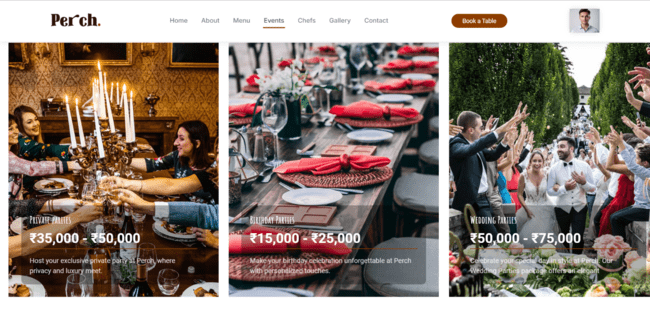 Perch.
Home About Menu Events Chefs Gallery Contact
Book a Table
Private Parties
₹35,000 - ₹50,000
Host your exclusive private party at Perch, where
privacy and luxury meet.
Birthday Parties
₹15,000 - ₹25,000
Make your birthday celebration unforgettable at Perch
with personalized touches.
Wedding Parties
₹50,000 - ₹75,000
Celebrate your special day in style at Perch. Our
Wedding Parties package offers an elegant